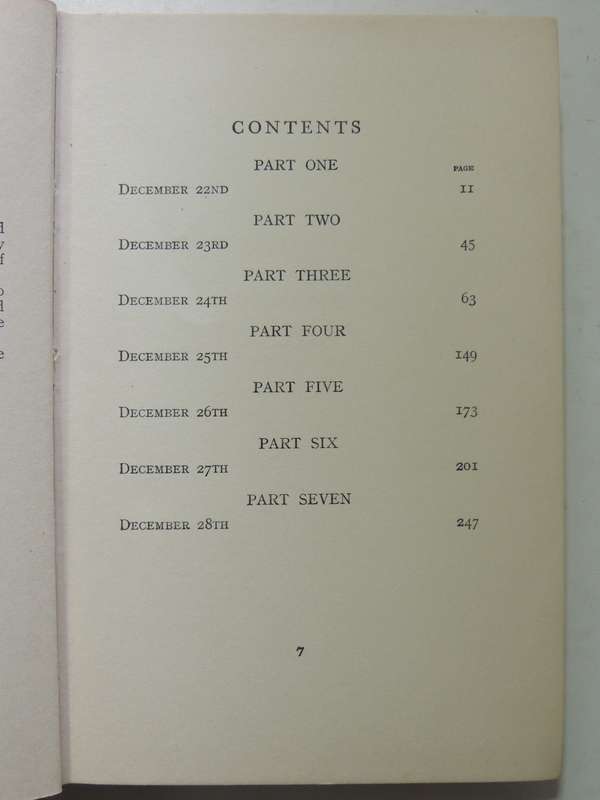 CONTENTS
PART ONE
PAGE
December 22nd 11
PART TWO
December 23rd 45
PART THREE
December 24th 63
PART FOUR
December 25th 149
PART FIVE
December 26th 173
PART SIX
December 27th 201
PART SEVEN
December 28th 247
7